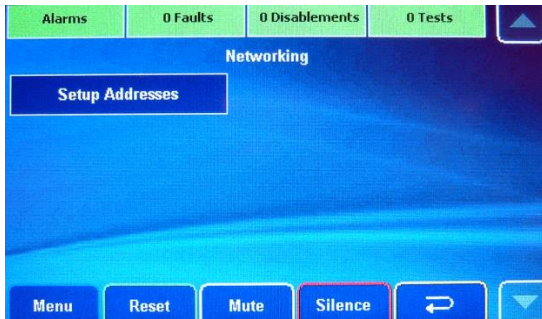 Alarms 0 Faults 0 Disablements 0 Tests
Networking
Setup Addresses
Menu Reset Mute Silence